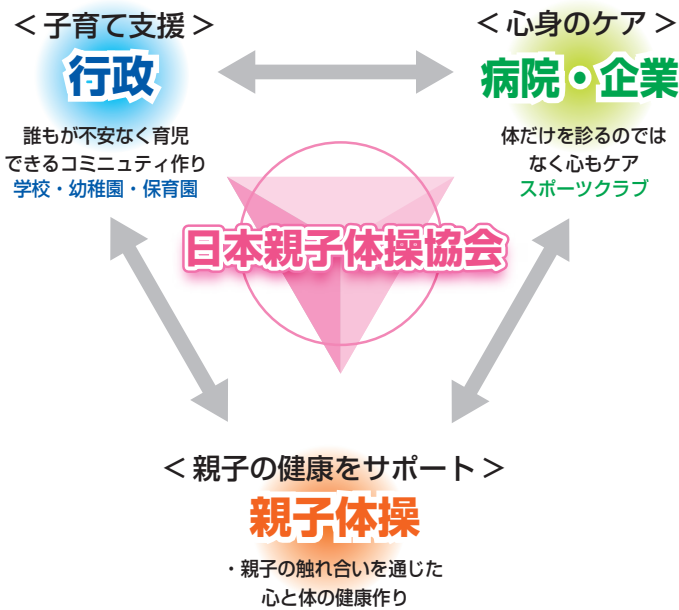 ＜子育て支援＞
行政
誰もが不安なく育児
できるコミニュティ作り
学校・幼稚園・保育園
＜心身のケア＞
病院・企業
体だけを診るのでは
なく心もケア
スポーツクラブ
日本親子体操協会
＜親子の健康をサポート＞
親子体操
・親子の触れ合いを通じた
心と体の健康作り